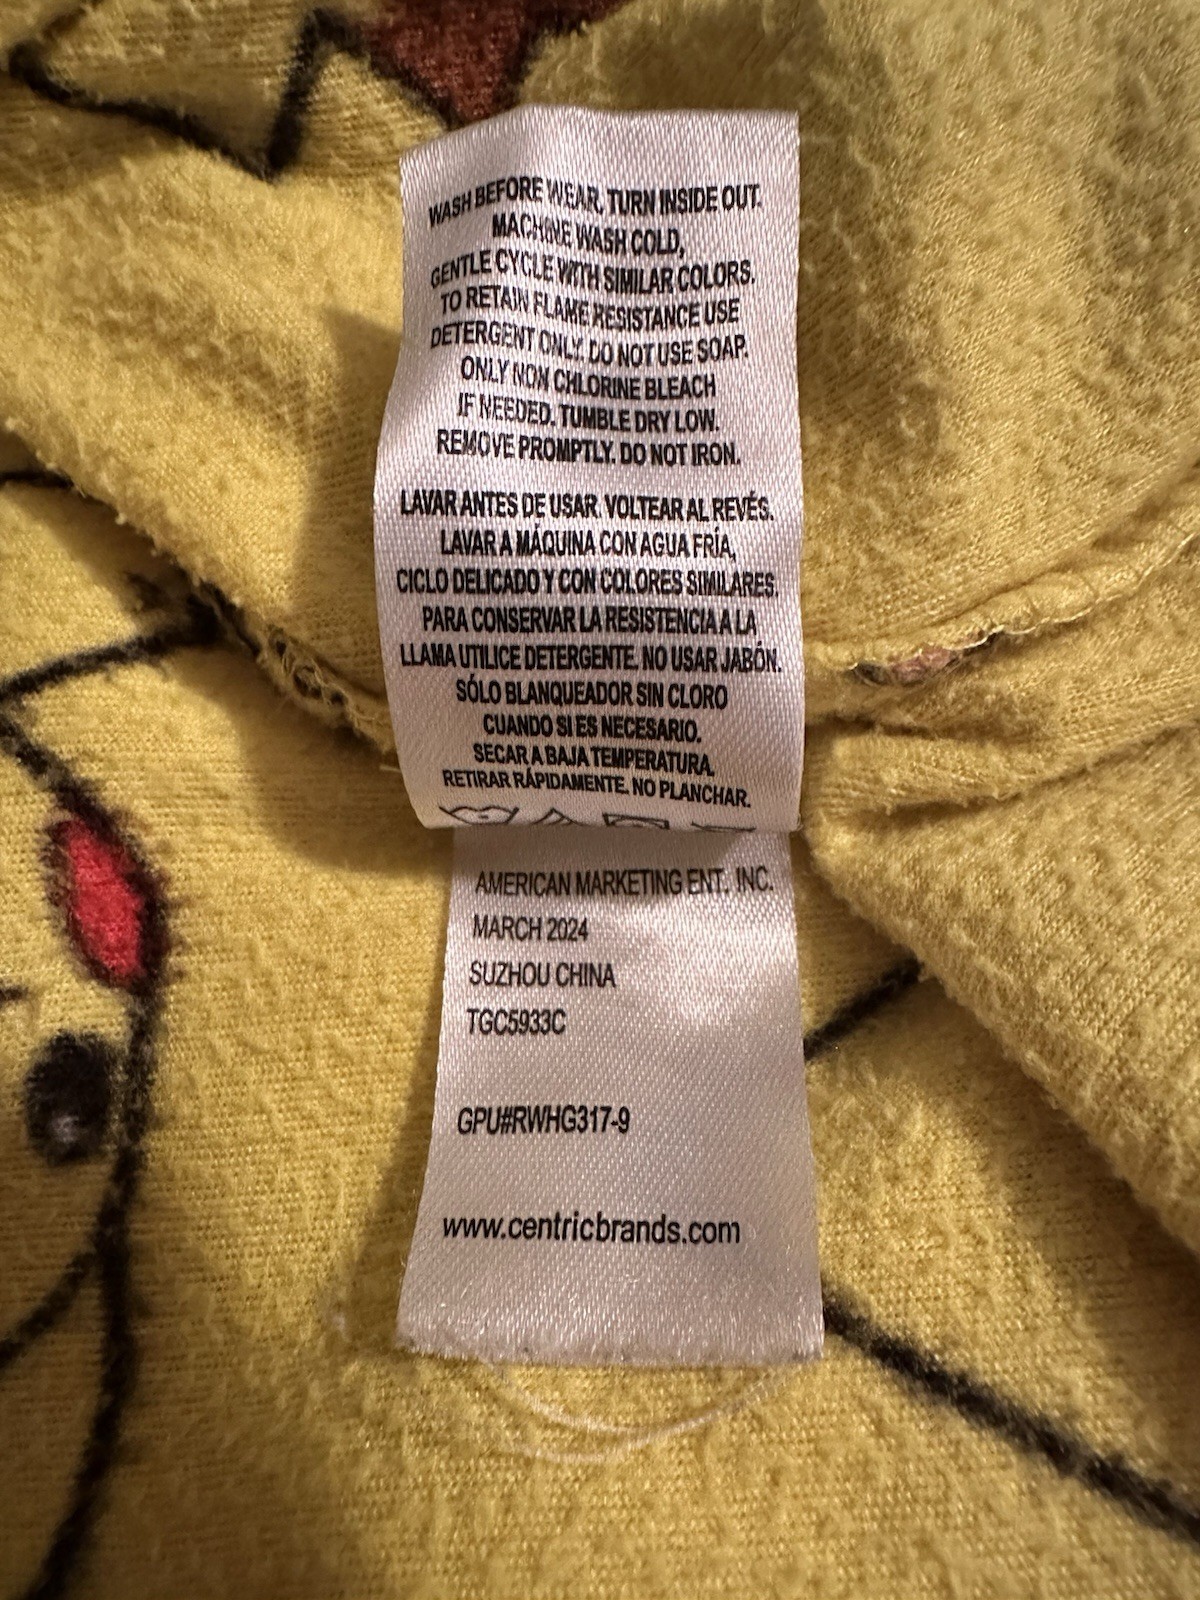 WASH BEFORE WEAR. TURN INSIDE OUT.
MACHINE WASH COLD,
GENTLE CYCLE WITH SIMILAR COLORS.
TO RETAIN FLAME RESISTANCE USE
DETERGENT ONLY. DO NOT USE SOAP.
ONLY NON CHLORINE BLEACH
IF NEEDED. TUMBLE DRY LOW.
REMOVE PROMPTLY. DO NOT IRON.
LAVAR ANTES DE USAR. VOLTEAR AL REVÉS.
LAVAR A MÁQUINA CON AGUA FRÍA,
CICLO DELICADO Y CON COLORES SIMILARES.
PARA CONSERVAR LA RESISTENCIA A LA
LLAMA UTILICE DETERGENTE. NO USAR JABÓN.
SÓLO BLANQUEADOR SIN CLORO
CUANDO SI ES NECESARIO.
SECAR A BAJA TEMPERATURA.
RETIRAR RÁPIDAMENTE. NO PLANCHAR.
AMERICAN MARKETING ENT., INC.
MARCH 2024
SUZHOU CHINA
TGC5933C
GPU#RWHG317-9
www.centricbrands.com